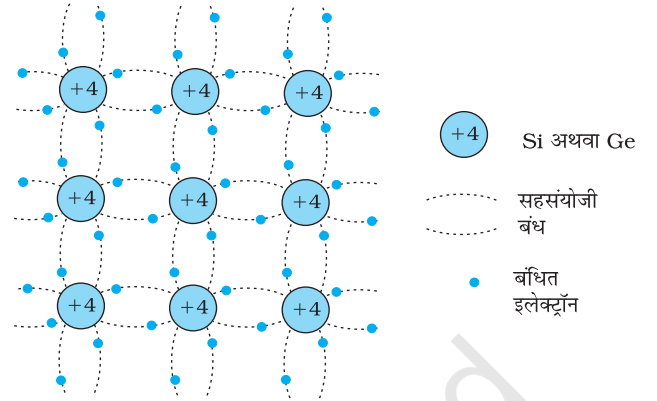 +4 +4 +4
+4 +4 +4
+4 +4 +4
+4 Si अथवा Ge
सहसंयोजी
बंध
बंधित
इलेक्ट्रॉन
d